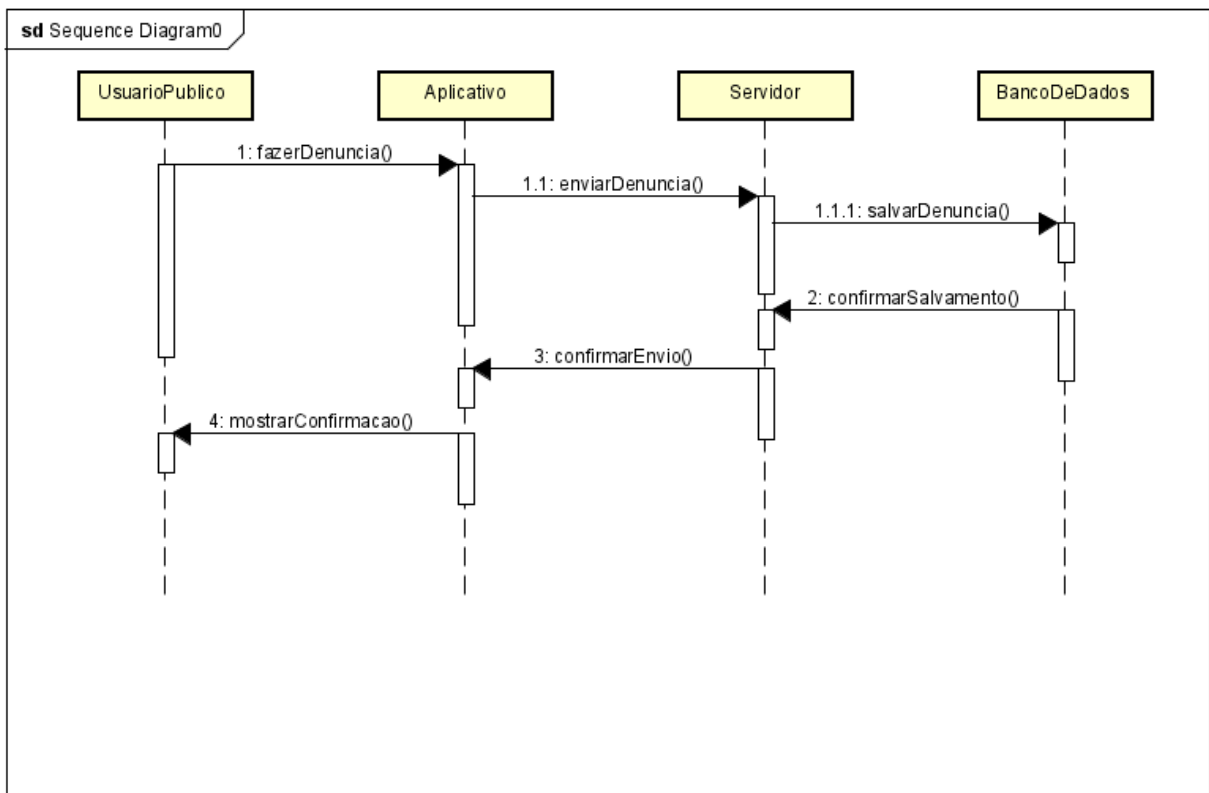 sd Sequence Diagram0
UsuarioPublico
Aplicativo
Servidor
BancoDeDados
1: fazerDenuncia()
1.1: enviarDenuncia()
1.1.1: salvarDenuncia()
2: confirmarSalvamento()
3: confirmarEnvio()
4: mostrarConfirmacao()